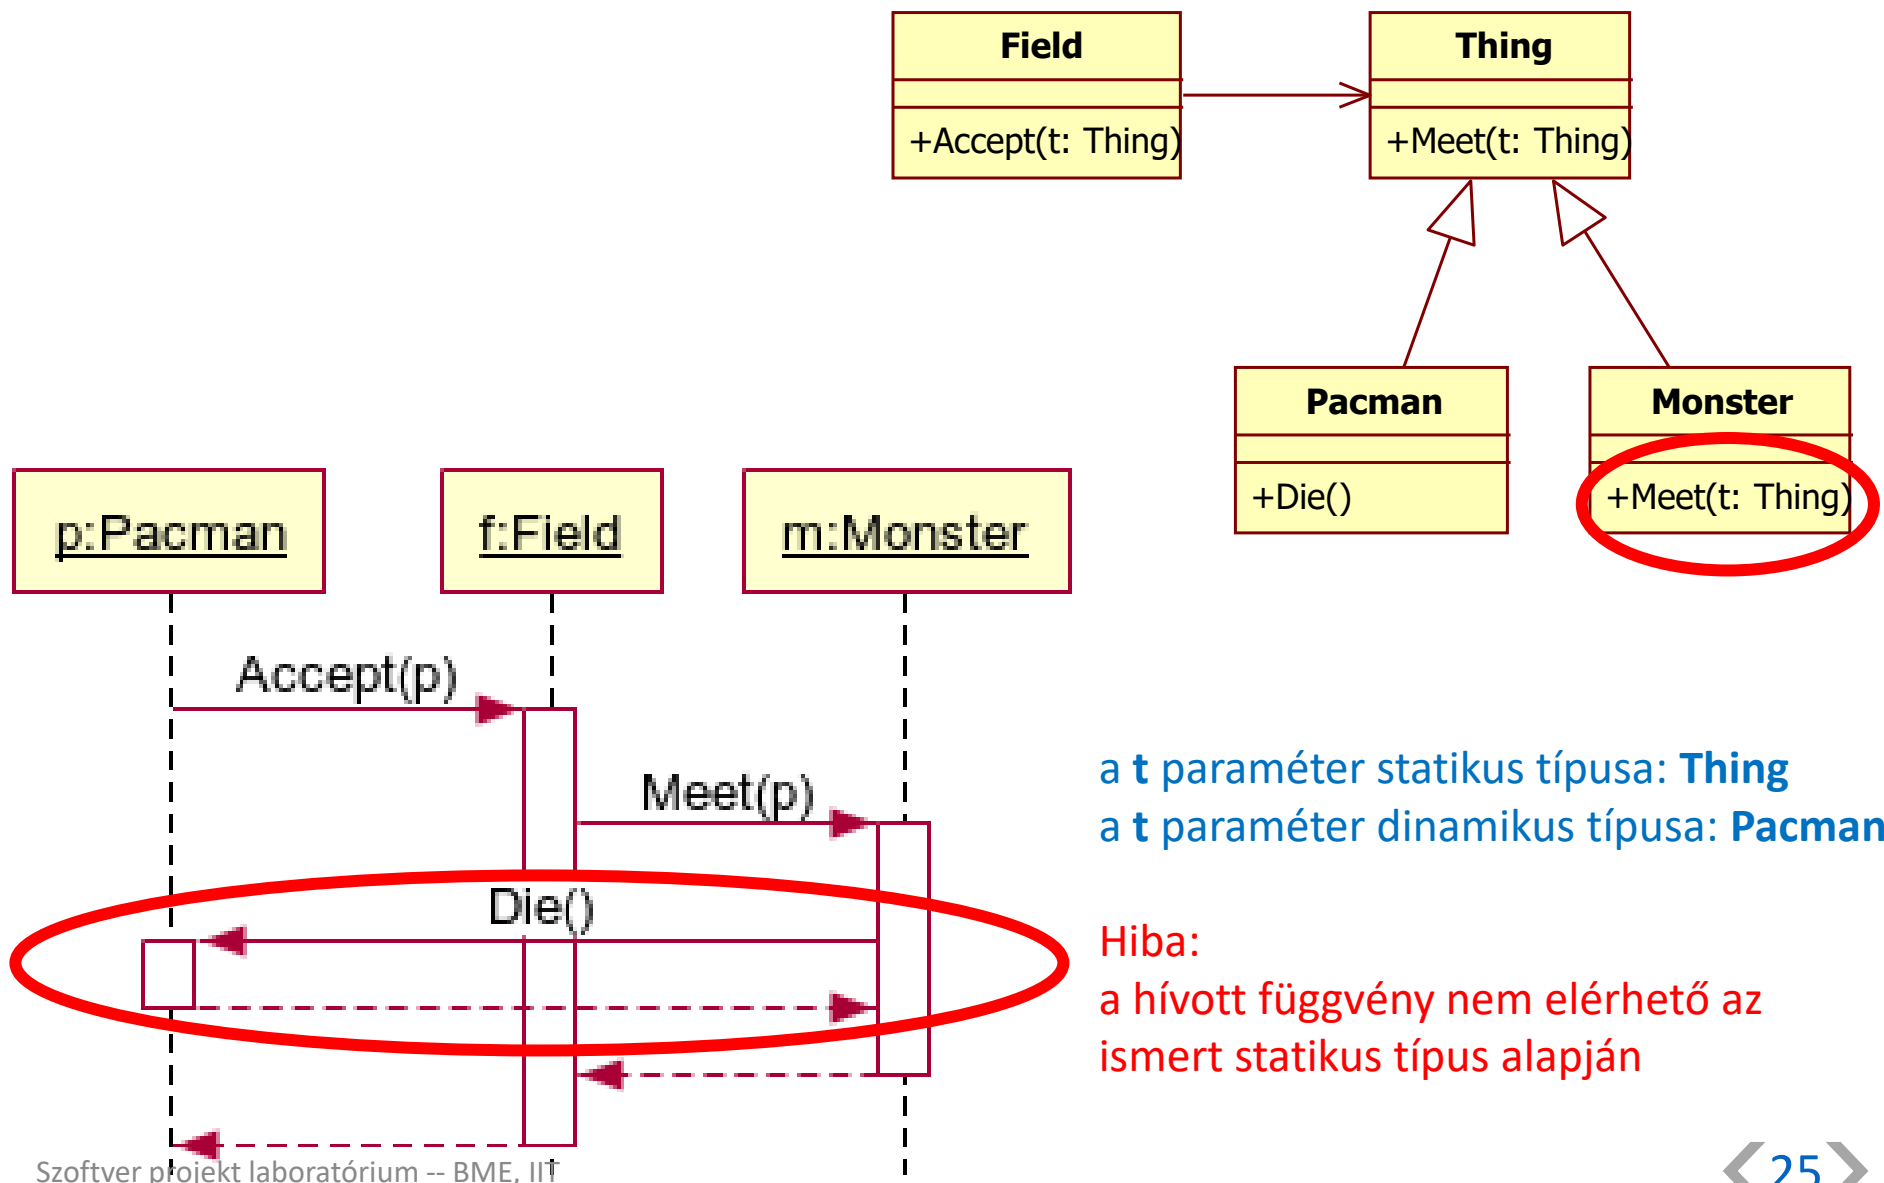 Field
+Accept(t: Thing)
Thing
+Meet(t: Thing)
Pacman
+Die()
Monster
+Meet(t: Thing)
p:Pacman
f:Field
m:Monster
Accept(p)
Meet(p)
Die()
a t paraméter statikus típusa: Thing
a t paraméter dinamikus típusa: Pacman
Hiba:
a hívott függvény nem elérhető az
ismert statikus típus alapján
Szoftver projekt laboratórium -- BME, IIT
25